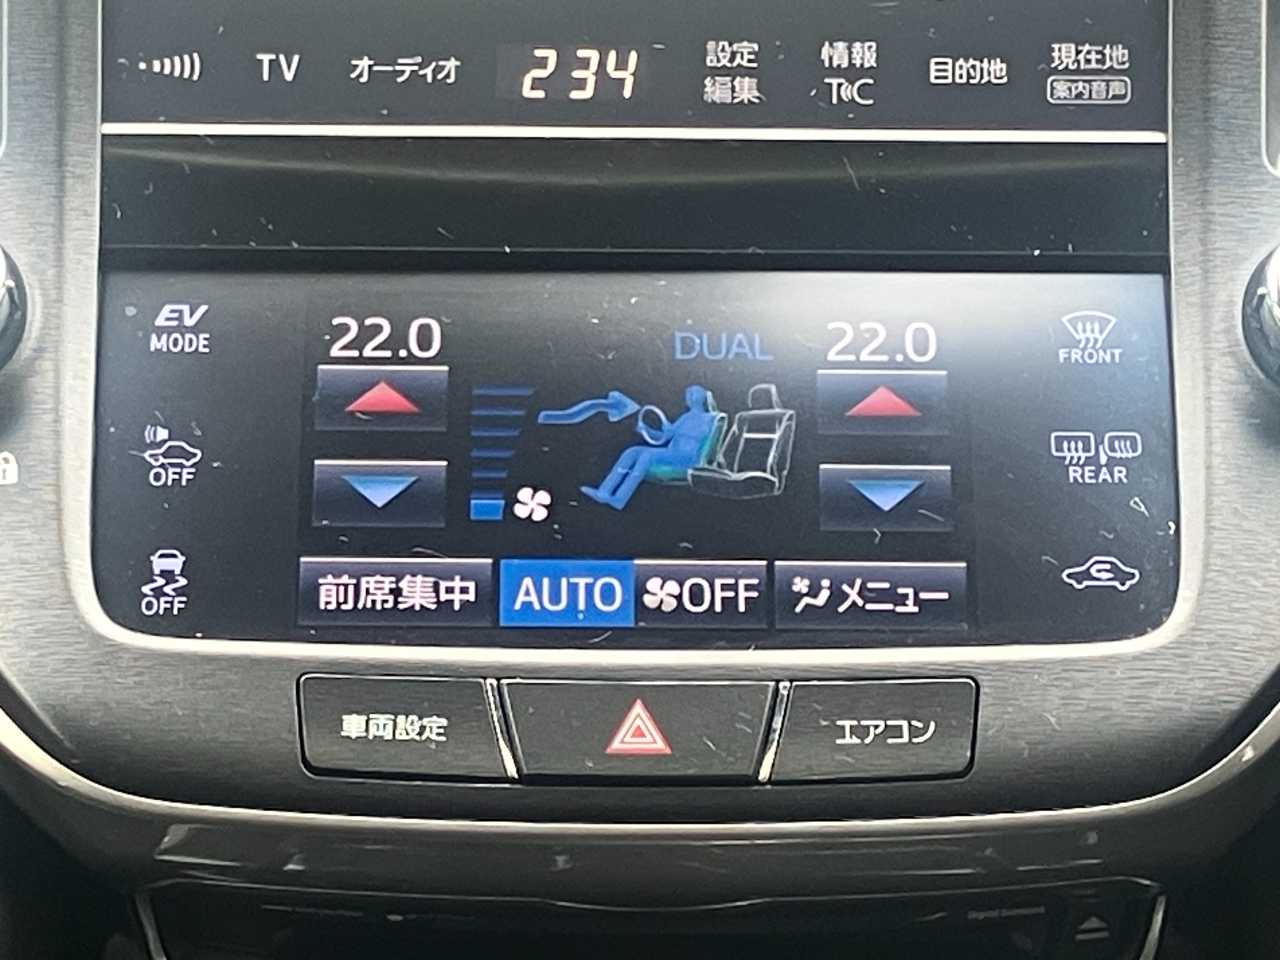 TV オーディオ 234 設定 編集 情報 T C 目的地 現在地 案内音声
EV MODE
22.0 DUAL 22.0
FRONT
OFF
REAR
OFF
前席集中 AUTO OFF メニュー
車両設定 エアコン